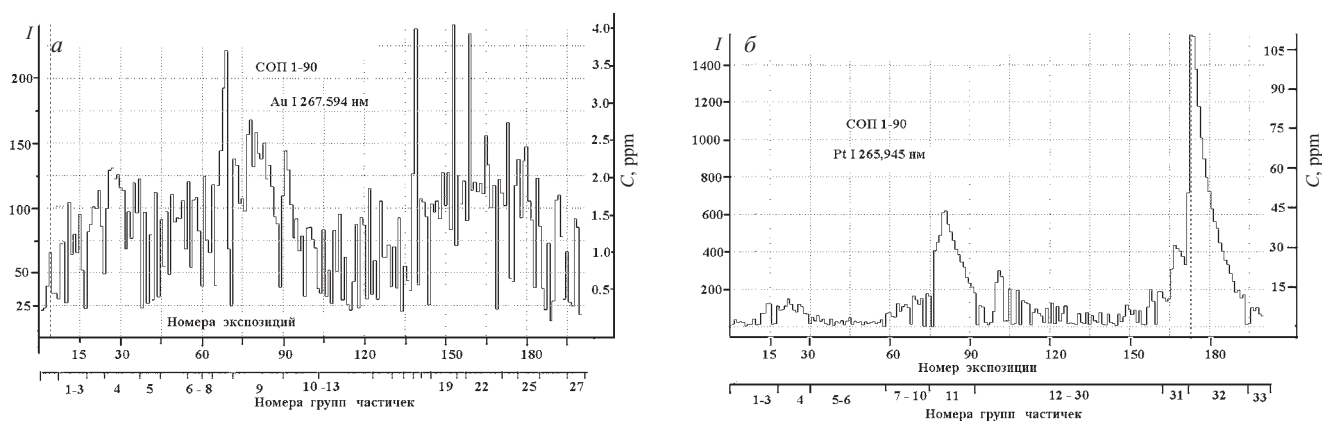 I а
СОП 1-90
Au I 267.594 нм
200
150
100
50
25
4.0
3.5
3.0
2.5
2.0
1.5
1.0
0.5
C, ppm
Номера экспозиций
15 30 60 90 120 150 180
1-3 4 5 6 - 8 9 10 -13 19 22 25 27
Номера групп частичек
I б
СОП 1-90
Pt I 265,945 нм
1400
1200
1000
800
600
400
200
105
90
75
60
45
30
15
C, ppm
15 30 60 90 120 150 180
Номер экспозиции
1-3 4 5-6 7 - 10 11 12 -30 31 32 33
Номера групп частичек